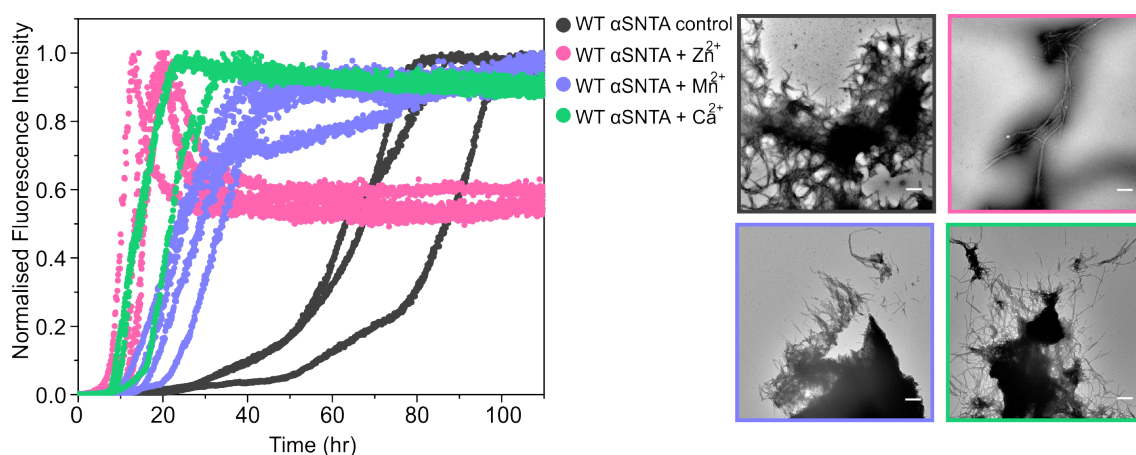 Normalised Fluorescence Intensity
1.0
0.8
0.6
0.4
0.2
0.0
0 20 40 60 80 100
Time (hr)
WT αSNTA control
WT αSNTA + Zn2+
WT αSNTA + Mn2+
WT αSNTA + Ca2+